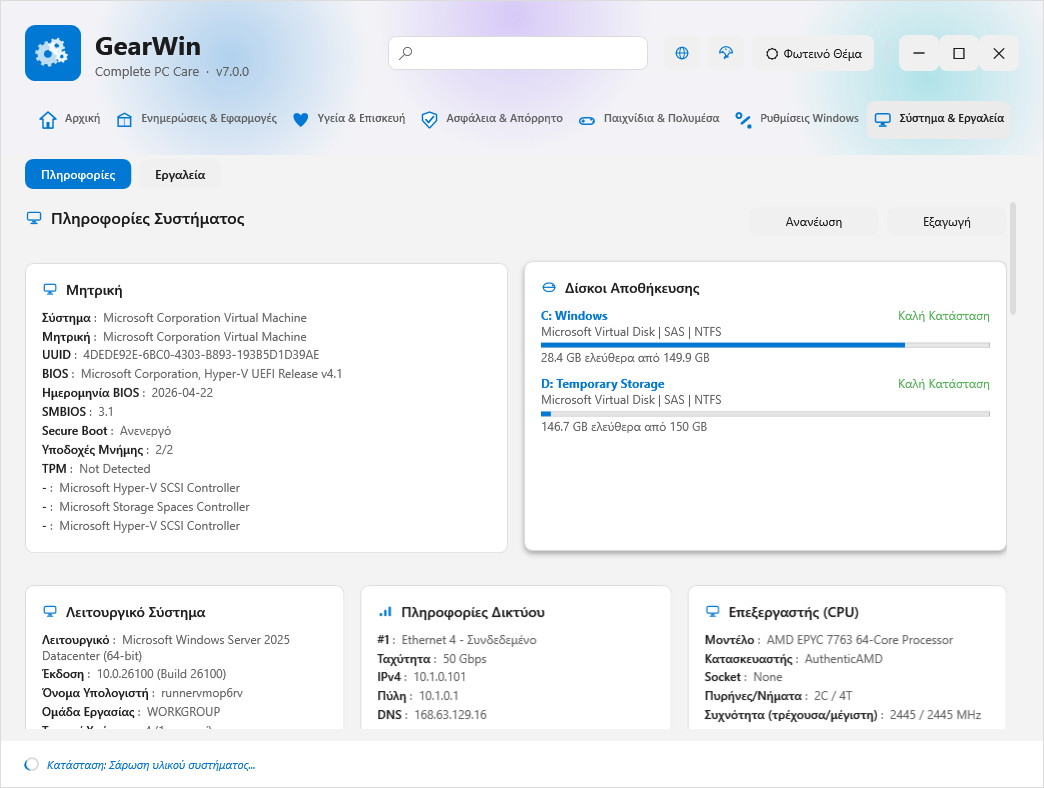 GearWin
Complete PC Care · v7.0.0
Φωτεινό Θέμα
Αρχική
Ενημερώσεις & Εφαρμογές
Υγεία & Επισκευή
Ασφάλεια & Απόρρητο
Παιχνίδια & Πολυμέσα
Ρυθμίσεις Windows
Σύστημα & Εργαλεία
Πληροφορίες
Εργαλεία
Πληροφορίες Συστήματος
Ανανέωση
Εξαγωγή
Μητρική
Σύστημα : Microsoft Corporation Virtual Machine
Μητρική : Microsoft Corporation Virtual Machine
UUID : 4DEDE92E-6BC0-4303-B893-193B5D1D39AE
BIOS : Microsoft Corporation, Hyper-V UEFI Release v4.1
Ημερομηνία BIOS : 2026-04-22
SMBIOS : 3.1
Secure Boot : Ανενεργό
Υποδοχές Μνήμης : 2/2
TPM : Not Detected
- : Microsoft Hyper-V SCSI Controller
- : Microsoft Storage Spaces Controller
- : Microsoft Hyper-V SCSI Controller
Δίσκοι Αποθήκευσης
C: Windows
Καλή Κατάσταση
Microsoft Virtual Disk | SAS | NTFS
28.4 GB ελεύθερα από 149.9 GB
D: Temporary Storage
Καλή Κατάσταση
Microsoft Virtual Disk | SAS | NTFS
146.7 GB ελεύθερα από 150 GB
Λειτουργικό Σύστημα
Λειτουργικό : Microsoft Windows Server 2025
Datacenter (64-bit)
Έκδοση : 10.0.26100 (Build 26100)
Όνομα Υπολογιστή : runnervmop6rv
Ομάδα Εργασίας : WORKGROUP
Πληροφορίες Δικτύου
#1 : Ethernet 4 - Συνδεδεμένο
Ταχύτητα : 50 Gbps
IPv4 : 10.1.0.101
Πύλη : 10.1.0.1
DNS : 168.63.129.16
Επεξεργαστής (CPU)
Μοντέλο : AMD EPYC 7763 64-Core Processor
Κατασκευαστής : AuthenticAMD
Socket : None
Πυρήνες/Νήματα : 2C / 4T
Συχνότητα (τρέχουσα/μέγιστη) : 2445 / 2445 MHz
Κατάσταση: Σάρωση υλικού συστήματος...